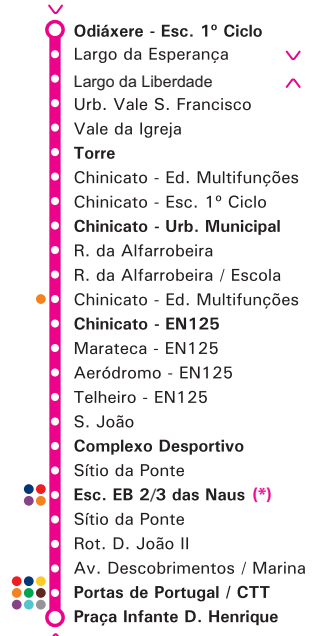 Odiáxere - Esc. 1º Ciclo
Largo da Esperança
Largo da Liberdade
Urb. Vale S. Francisco
Vale da Igreja
Torre
Chinicato - Ed. Multifunções
Chinicato - Esc. 1º Ciclo
Chinicato - Urb. Municipal
R. da Alfarrobeira
R. da Alfarrobeira / Escola
Chinicato - Ed. Multifunções
Chinicato - EN125
Marateca - EN125
Aeródromo - EN125
Telheiro - EN125
S. João
Complexo Desportivo
Sítio da Ponte
Esc. EB 2/3 das Naus (*)
Sítio da Ponte
Rot. D. João II
Av. Descobrimentos / Marina
Portas de Portugal / CTT
Praça Infante D. Henrique